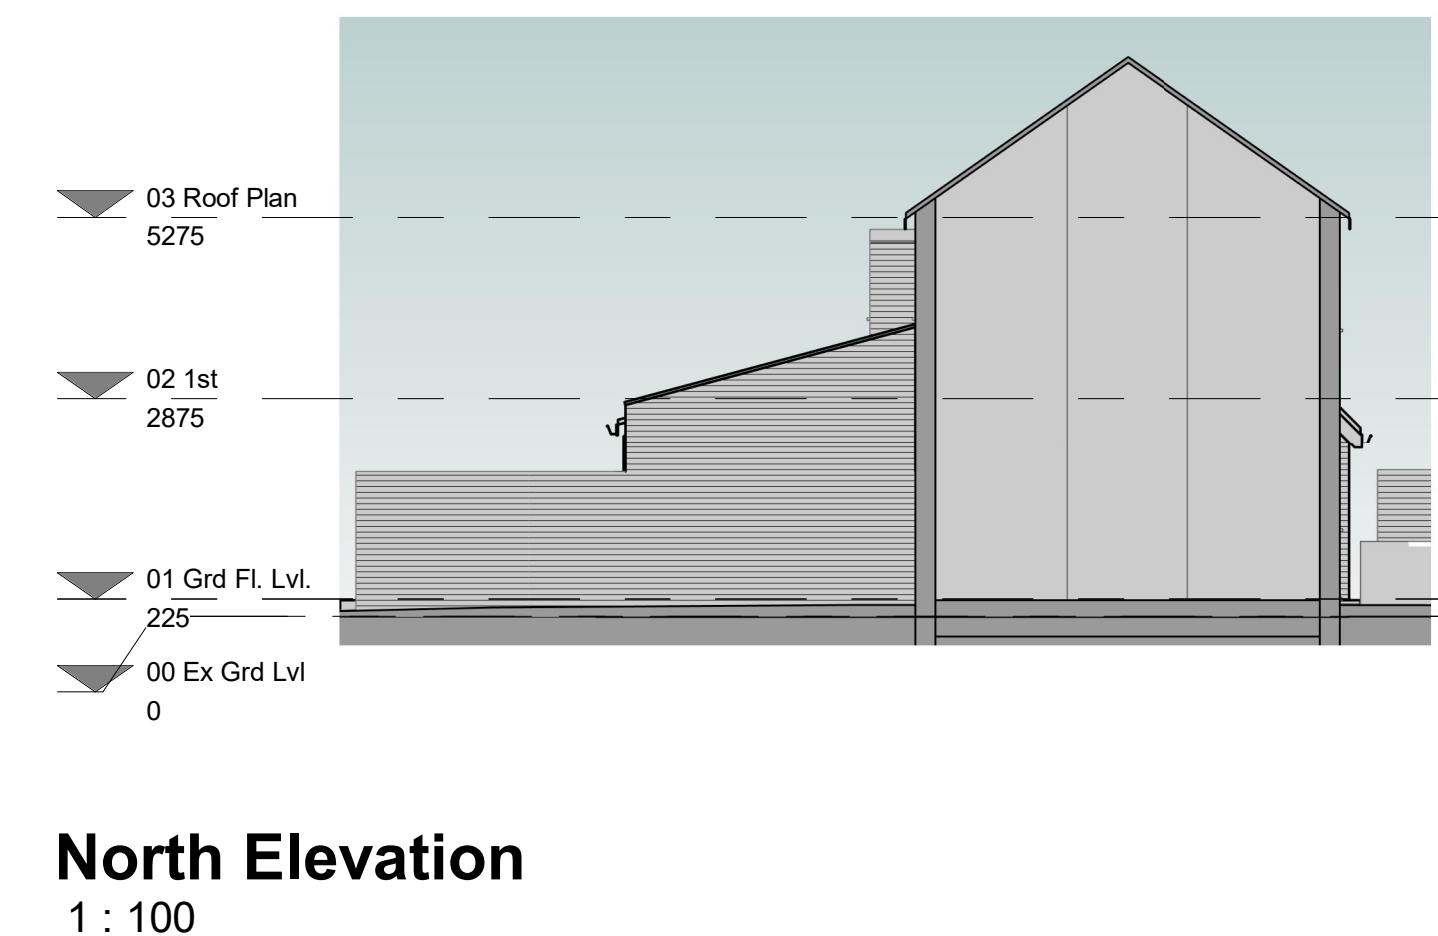 03 Roof Plan
5275
02 1st
2875
01 Grd Fl. Lvl.
225
00 Ex Grd Lvl
0
North Elevation
1 : 100